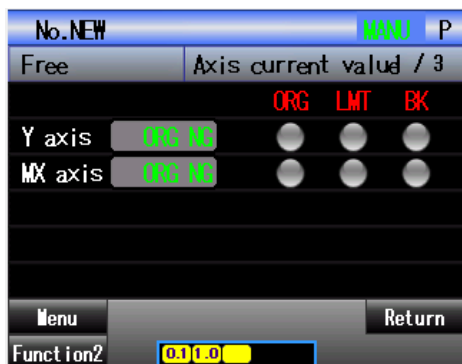 No.NEW MANU P
Free Axis current valud / 3
ORG LMT BK
Y axis ORG NG
MX axis ORG NG
Menu Return
Function2 0.1 1.0